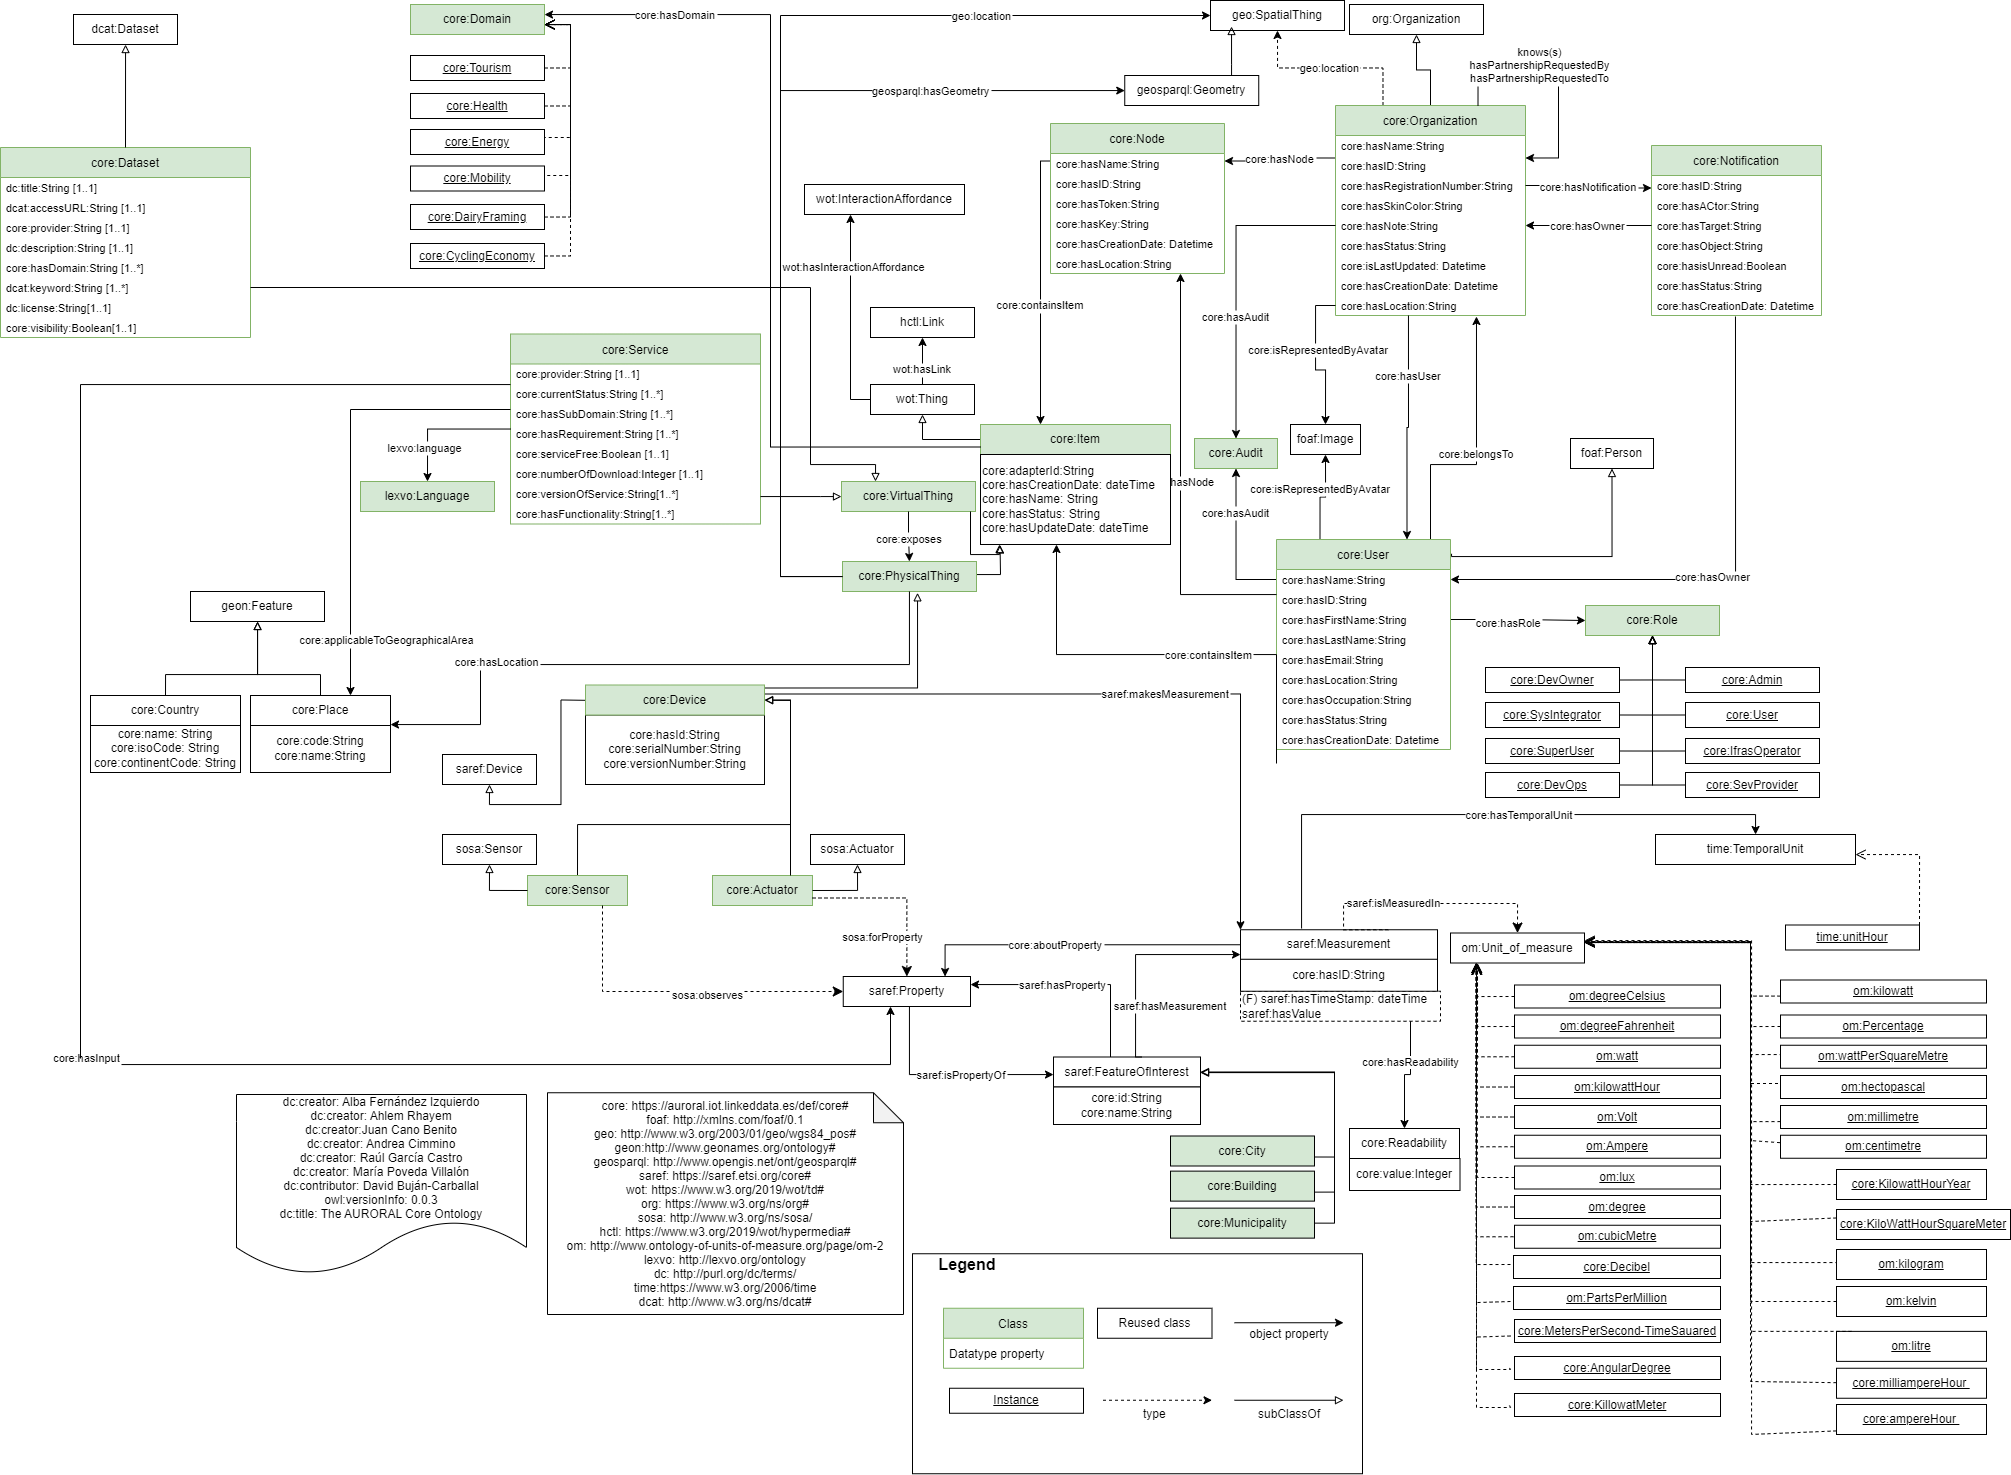 dcat:Dataset
core:Dataset
dc:title:String [1..1]
dcat:accessURL:String [1..1]
core:provider:String [1..1]
dc:description:String [1..1]
core:hasDomain:String [1..*]
dcat:keyword:String [1..*]
dc:license:String[1..1]
core:visibility:Boolean[1..1]
core:Domain
core:Tourism
core:Health
core:Energy
core:Mobility
core:DairyFraming
core:CyclingEconomy
core:hasDomain
geo:location
geosparql:hasGeometry
geo:SpatialThing
geosparql:Geometry
geo:location
org:Organization
knows(s)
hasPartnershipRequestedBy
hasPartnershipRequestedTo
core:Node
core:hasName:String
core:hasID:String
core:hasToken:String
core:hasKey:String
core:hasCreationDate: Datetime
core:hasLocation:String
core:hasNode
core:Organization
core:hasName:String
core:hasID:String
core:hasRegistrationNumber:String
core:hasSkinColor:String
core:hasNote:String
core:hasStatus:String
core:isLastUpdated: Datetime
core:hasCreationDate: Datetime
core:hasLocation:String
core:hasNotification
core:hasOwner
core:Notification
core:hasID:String
core:hasACtor:String
core:hasTarget:String
core:hasObject:String
core:hasisUnread:Boolean
core:hasStatus:String
core:hasCreationDate: Datetime
wot:InteractionAffordance
wot:hasInteractionAffordance
hctl:Link
wot:hasLink
wot:Thing
core:containsItem
core:hasAudit
core:isRepresentedByAvatar
core:hasUser
core:Service
core:provider:String [1..1]
core:currentStatus:String [1..*]
core:hasSubDomain:String [1..*]
core:hasRequirement:String [1..*]
core:serviceFree:Boolean [1..1]
core:numberOfDownload:Integer [1..1]
core:versionOfService:String[1..*]
core:hasFunctionality:String[1..*]
lexvo:language
lexvo:Language
core:Item
core:adapterId:String
core:hasCreationDate: dateTime
core:hasName: String
core:hasStatus: String
core:hasUpdateDate: dateTime
core:VirtualThing
core:exposes
core:PhysicalThing
hasNode
core:Audit
core:hasAudit
foaf:Image
core:isRepresentedByAvatar
core:belongsTo
foaf:Person
core:User
core:hasName:String
core:hasID:String
core:hasFirstName:String
core:hasLastName:String
core:hasEmail:String
core:hasLocation:String
core:hasOccupation:String
core:hasStatus:String
core:hasCreationDate: Datetime
core:hasOwner
core:hasRole
core:Role
core:DevOwner
core:Admin
core:SysIntegrator
core:User
core:SuperUser
core:IfrasOperator
core:DevOps
core:SevProvider
core:containsItem
geon:Feature
core:applicableToGeographicalArea
core:hasLocation
core:Country
core:name: String
core:isoCode: String
core:continentCode: String
core:Place
core:code:String
core:name:String
core:Device
core:hasId:String
core:serialNumber:String
core:versionNumber:String
saref:Device
saref:makesMeasurement
sosa:Sensor
sosa:Actuator
core:Sensor
core:Actuator
sosa:forProperty
sosa:observes
saref:Property
core:hasInput
core:aboutProperty
saref:hasProperty
saref:hasMeasurement
saref:isPropertyOf
core:hasTemporalUnit
time:TemporalUnit
time:unitHour
saref:isMeasuredIn
saref:Measurement
core:hasID:String
(F) saref:hasTimeStamp: dateTime
saref:hasValue
core:hasReadability
core:Readability
core:value:Integer
saref:FeatureOfInterest
core:id:String
core:name:String
core:City
core:Building
core:Municipality
om:Unit_of_measure
om:degreeCelsius
om:degreeFahrenheit
om:watt
om:kilowattHour
om:Volt
om:Ampere
om:lux
om:degree
om:cubicMetre
core:Decibel
om:PartsPerMillion
core:MetersPerSecond-TimeSauared
core:AngularDegree
core:KillowatMeter
om:kilowatt
om:Percentage
om:wattPerSquareMetre
om:hectopascal
om:millimetre
om:centimetre
core:KilowattHourYear
core:KiloWattHourSquareMeter
om:kilogram
om:kelvin
om:litre
core:milliampereHour
core:ampereHour
dc:creator: Alba Fernández Izquierdo
dc:creator: Ahlem Rhayem
dc:creator:Juan Cano Benito
dc:creator: Andrea Cimmino
dc:creator: Raúl García Castro
dc:creator: María Poveda Villalón
dc:contributor: David Buján-Carballal
owl:versionInfo: 0.0.3
dc:title: The AURORAL Core Ontology
core: https://auroral.iot.linkeddata.es/def/core#
foaf: http://xmlns.com/foaf/0.1
geo: http://www.w3.org/2003/01/geo/wgs84_pos#
geon:http://www.geonames.org/ontology#
geosparql: http://www.opengis.net/ont/geosparql#
saref: https://saref.etsi.org/core#
wot: https://www.w3.org/2019/wot/td#
org: https://www.w3.org/ns/org#
sosa: http://www.w3.org/ns/sosa/
hctl: https://www.w3.org/2019/wot/hypermedia#
om: http://www.ontology-of-units-of-measure.org/page/om-2
lexvo: http://lexvo.org/ontology
dc: http://purl.org/dc/terms/
time:https://www.w3.org/2006/time
dcat: http://www.w3.org/ns/dcat#
Legend
Class
Datatype property
Reused class
object property
Instance
type
subClassOf